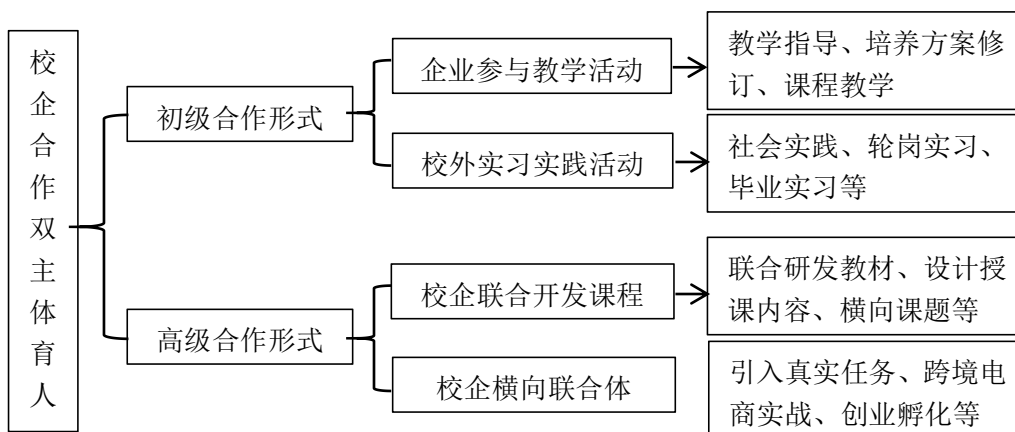 校企合作双主体育人
初级合作形式
企业参与教学活动
教学指导、培养方案修
订、课程教学
校外实习实践活动
社会实践、轮岗实习、
毕业实习等
高级合作形式
校企联合开发课程
联合研发教材、设计授
课内容、横向课题等
校企横向联合体
引入真实任务、跨境电
商实战、创业孵化等